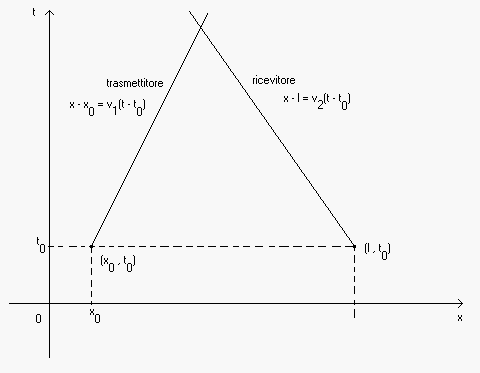 t
trasmettitore
x - x₀ = v₁(t - t₀)
ricevitore
x - l = v₂(t - t₀)
t₀
(x₀ , t₀)
(l , t₀)
0
x₀
l
x